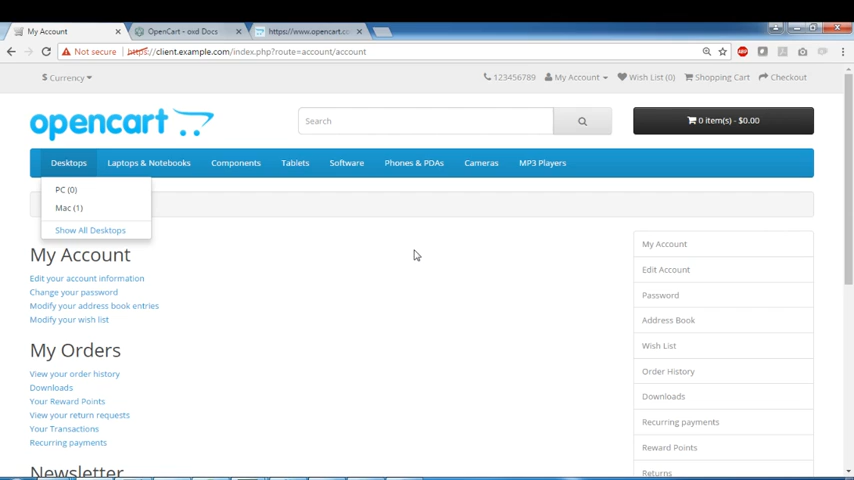 My Account
OpenCart - oxd Docs
https://www.opencart.co
Not secure https://client.example.com/index.php?route=account/account
$ Currency
123456789 My Account Wish List (0) Shopping Cart Checkout
opencart
Search
0 item(s) - $0.00
Desktops Laptops & Notebooks Components Tablets Software Phones & PDAs Cameras MP3 Players
PC (0)
Mac (1)
Show All Desktops
My Account
Edit your account information
Change your password
Modify your address book entries
Modify your wish list
My Orders
View your order history
Downloads
Your Reward Points
View your return requests
Your Transactions
Recurring payments
Newsletter
My Account
Edit Account
Password
Address Book
Wish List
Order History
Downloads
Recurring payments
Reward Points
Returns